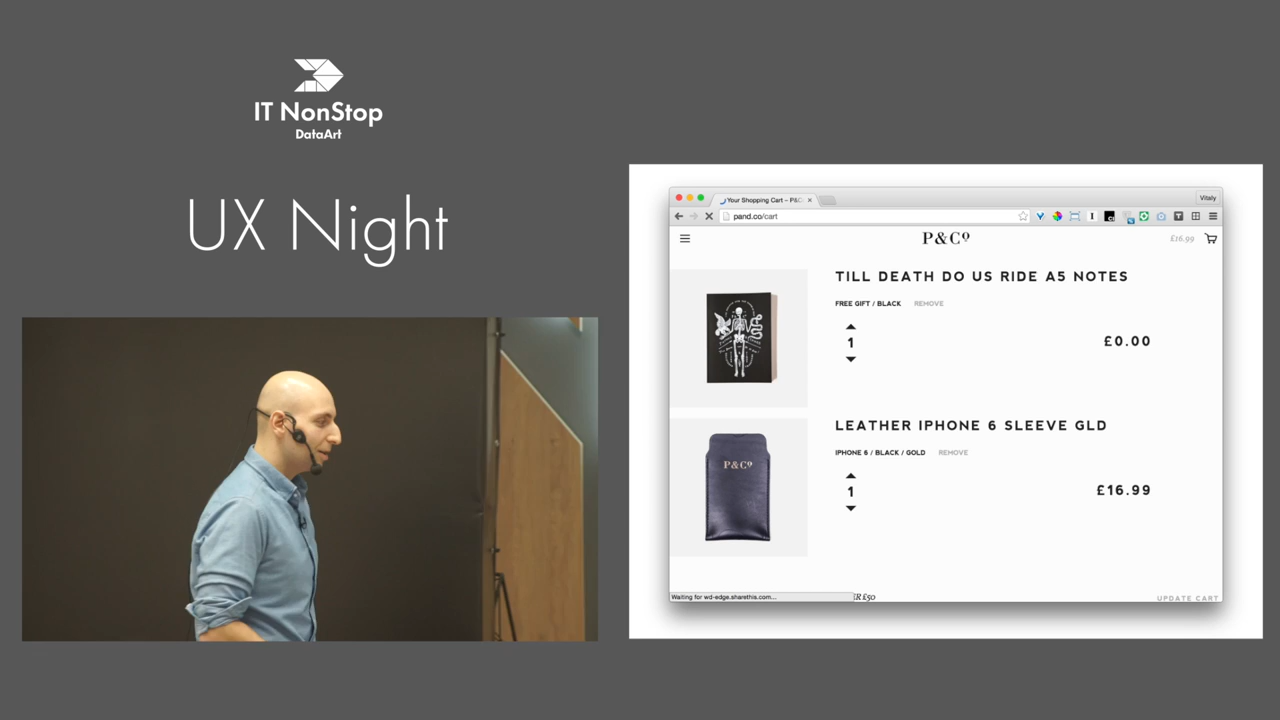 IT NonStop
DataArt
UX Night
Your Shopping Cart – P&C
Vitaly
pand.co/cart
P&Cº
£16.99
TILL DEATH DO US RIDE A5 NOTES
FREE GIFT / BLACK REMOVE
1
£0.00
LEATHER IPHONE 6 SLEEVE GLD
IPHONE 6 / BLACK / GOLD REMOVE
P&Cº
1
£16.99
Waiting for wd-edge.sharethis.com...
R £50
UPDATE CART